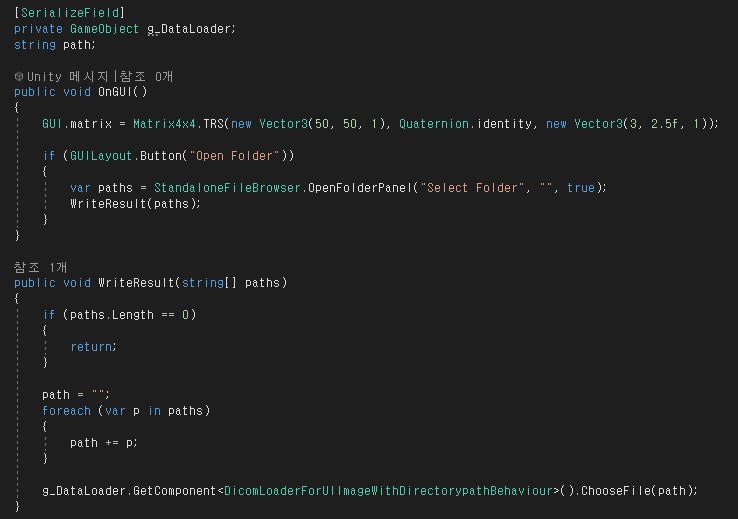 [SerializeField]
private GameObject g_DataLoader;
string path;
Unity 메시지|참조 0개
public void OnGUI()
{
GUI.matrix = Matrix4x4.TRS(new Vector3(50, 50, 1), Quaternion.identity, new Vector3(3, 2.5f, 1));
if (GUILayout.Button("Open Folder"))
{
var paths = StandaloneFileBrowser.OpenFolderPanel("Select Folder", "", true);
WriteResult(paths);
}
}
참조 1개
public void WriteResult(string[] paths)
{
if (paths.Length == 0)
{
return;
}
path = "";
foreach (var p in paths)
{
path += p;
}
g_DataLoader.GetComponent<DicomLoaderForUIImageWithDirectorypathBehaviour>().ChooseFile(path);
}